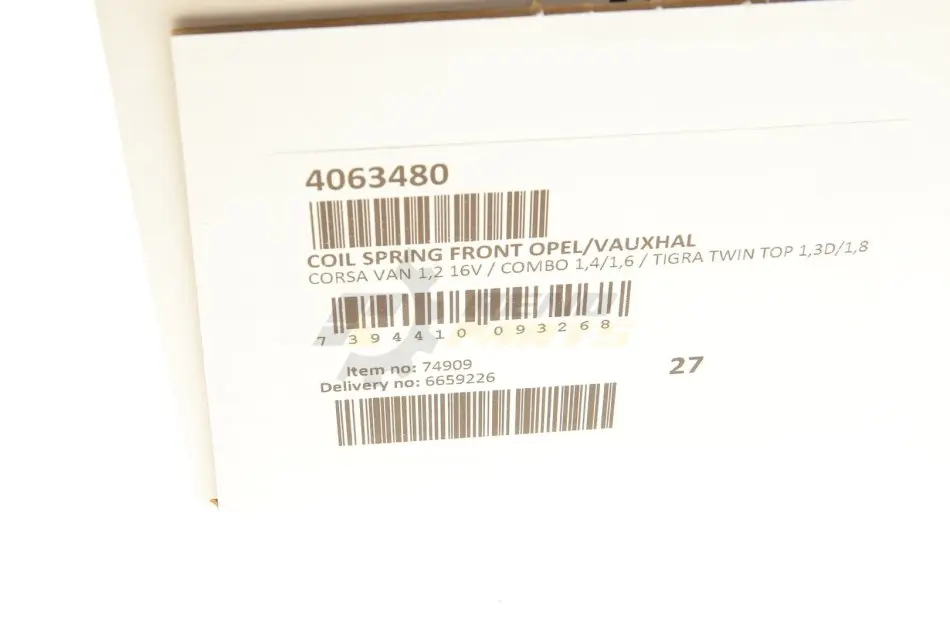 4063480
COIL SPRING FRONT OPEL/VAUXHAL
CORSA VAN 1,2 16V / COMBO 1,4/1,6 / TIGRA TWIN TOP 1,3D/1,8
7 394410 093268
Item no: 74909
Delivery no: 6659226
27